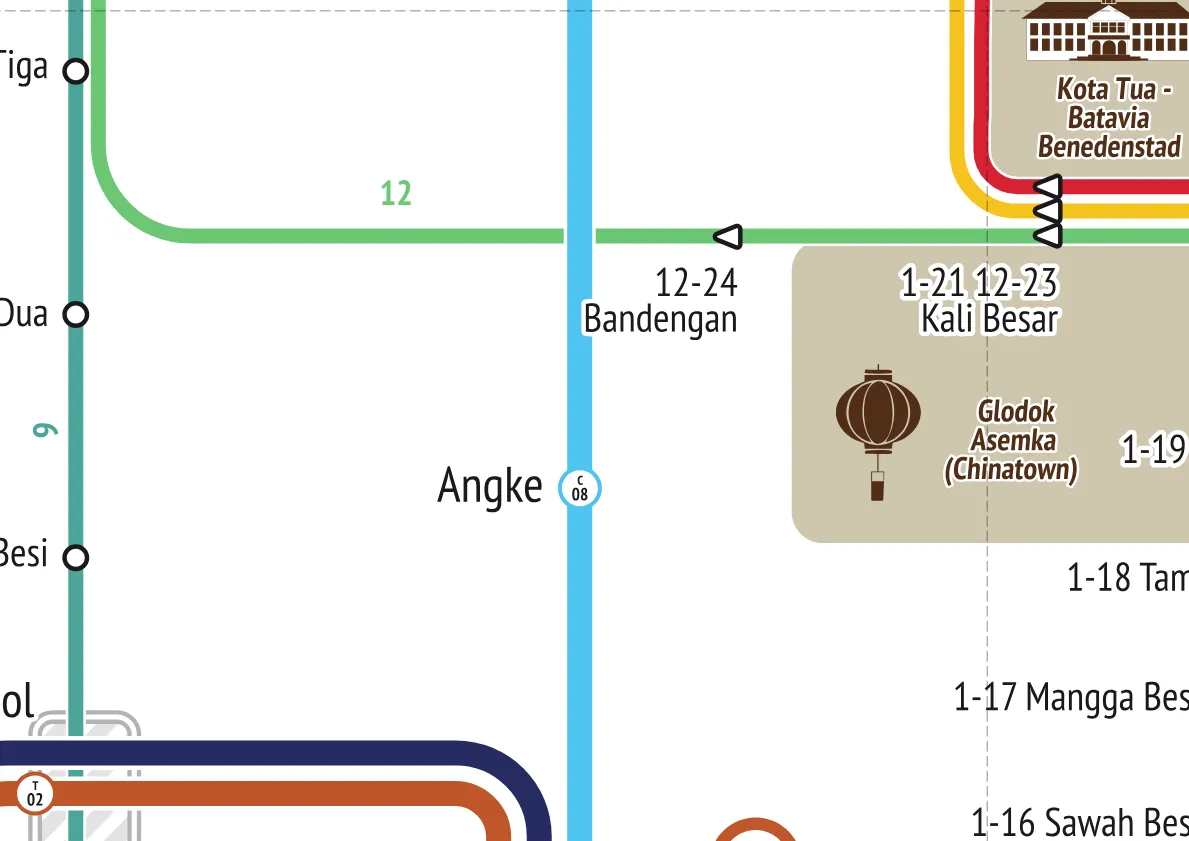 Tiga
Kota Tua -
Batavia
Benedenstad
12
12-24
Bandengan
1-21 12-23
Kali Besar
Dua
Glodok
Asemka
(Chinatown)
1-19
9
Angke
C
08
Besi
1-18 Tam
1-17 Mangga Bes
ol
T
02
1-16 Sawah Bes